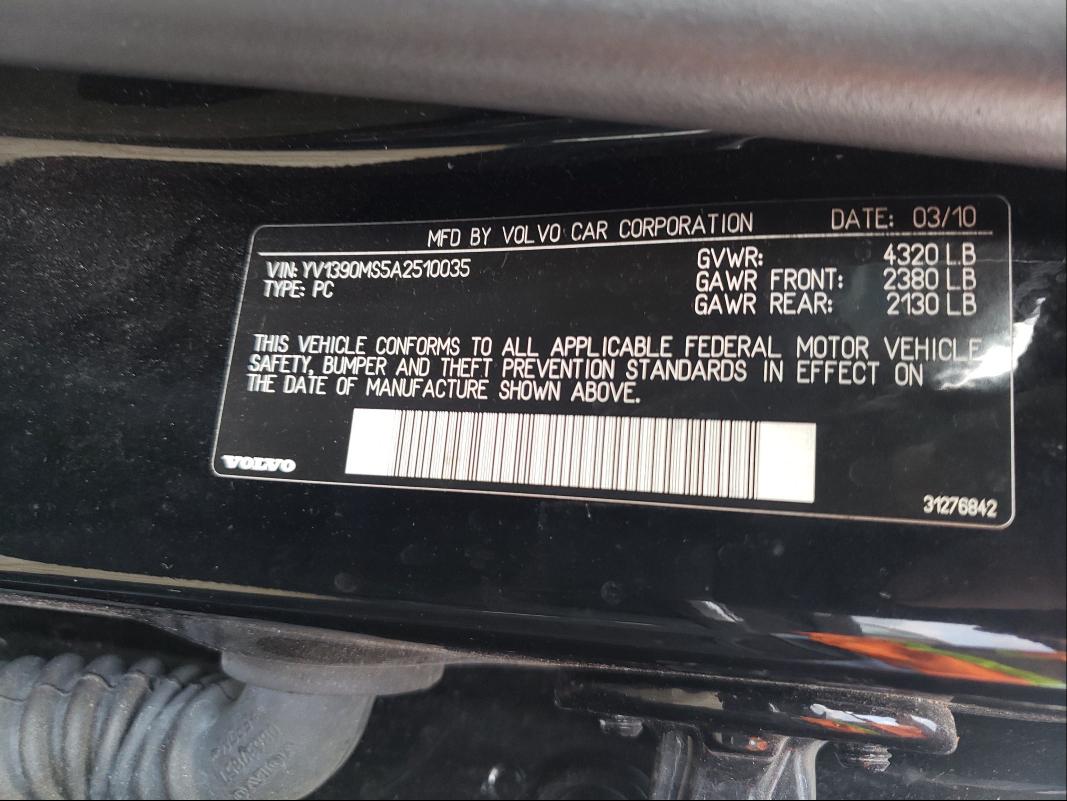 MFD BY VOLVO CAR CORPORATION DATE: 03/10
VIN: YV1390MS5A2510035 GVWR: 4320 LB
TYPE: PC GAWR FRONT: 2380 LB
GAWR REAR: 2130 LB
THIS VEHICLE CONFORMS TO ALL APPLICABLE FEDERAL MOTOR VEHICLE
SAFETY, BUMPER AND THEFT PREVENTION STANDARDS IN EFFECT ON
THE DATE OF MANUFACTURE SHOWN ABOVE.
VOLVO
31276842